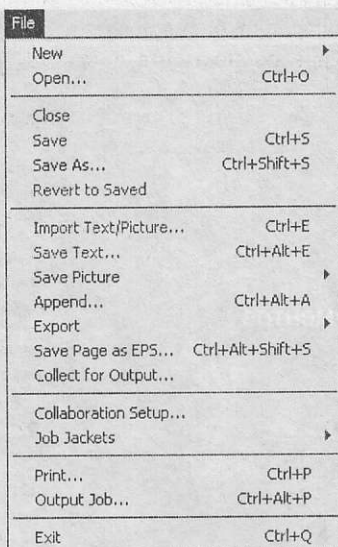 File
New
Open... Ctrl+O
Close
Save Ctrl+S
Save As... Ctrl+Shift+S
Revert to Saved
Import Text/Picture... Ctrl+E
Save Text... Ctrl+Alt+E
Save Picture
Append... Ctrl+Alt+A
Export
Save Page as EPS... Ctrl+Alt+Shift+S
Collect for Output...
Collaboration Setup...
Job Jackets
Print... Ctrl+P
Output Job... Ctrl+Alt+P
Exit Ctrl+Q